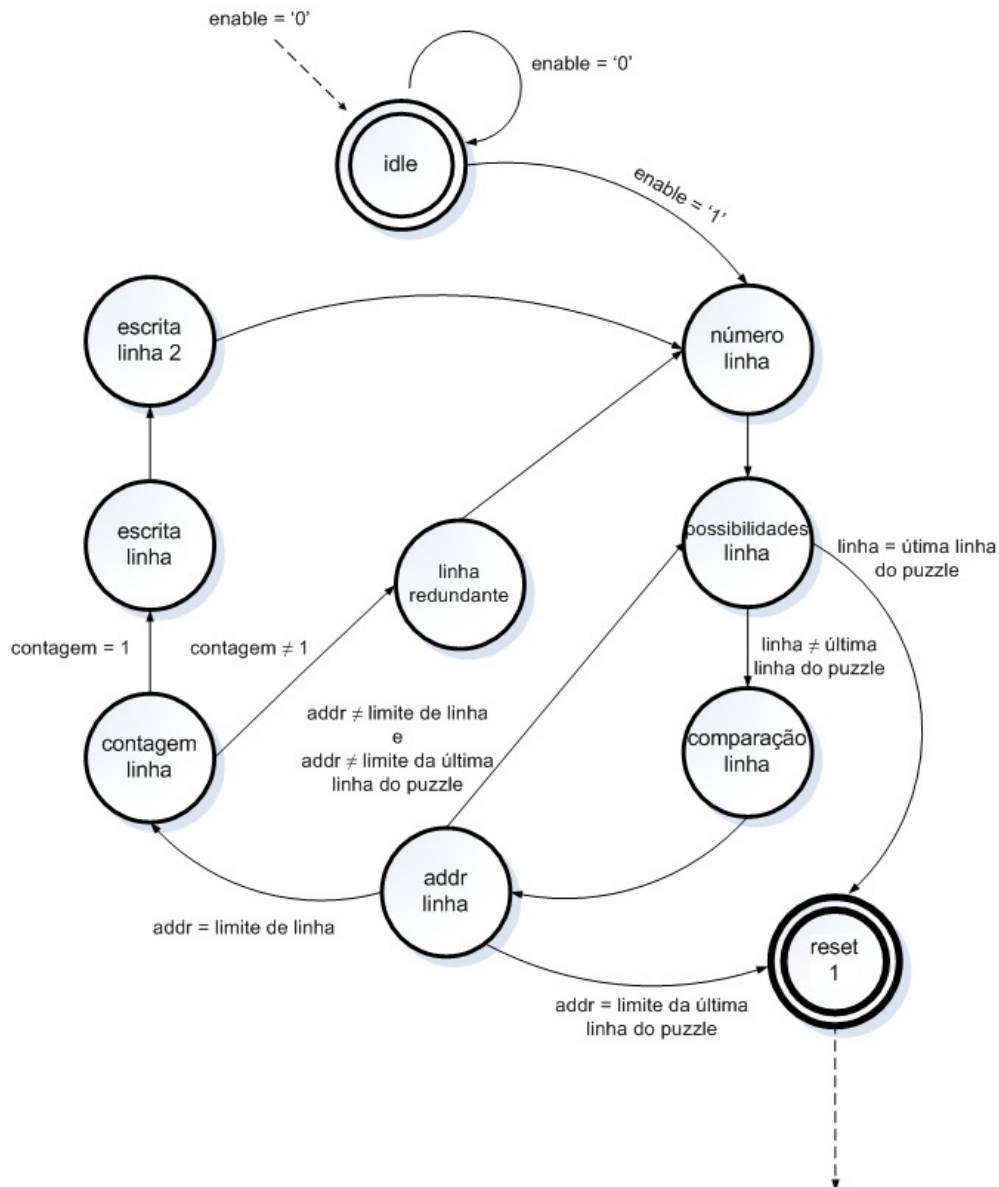 enable = ‘0’
enable = ‘0’
idle
enable = ‘1’
escrita
linha 2
número
linha
escrita
linha
possibilidades
linha
linha = útima linha
do puzzle
linha
redundante
contagem = 1
contagem ≠ 1
linha ≠ última
linha do puzzle
addr ≠ limite de linha
e
addr ≠ limite da última
linha do puzzle
contagem
linha
comparação
linha
addr
linha
addr = limite de linha
reset
1
addr = limite da última
linha do puzzle